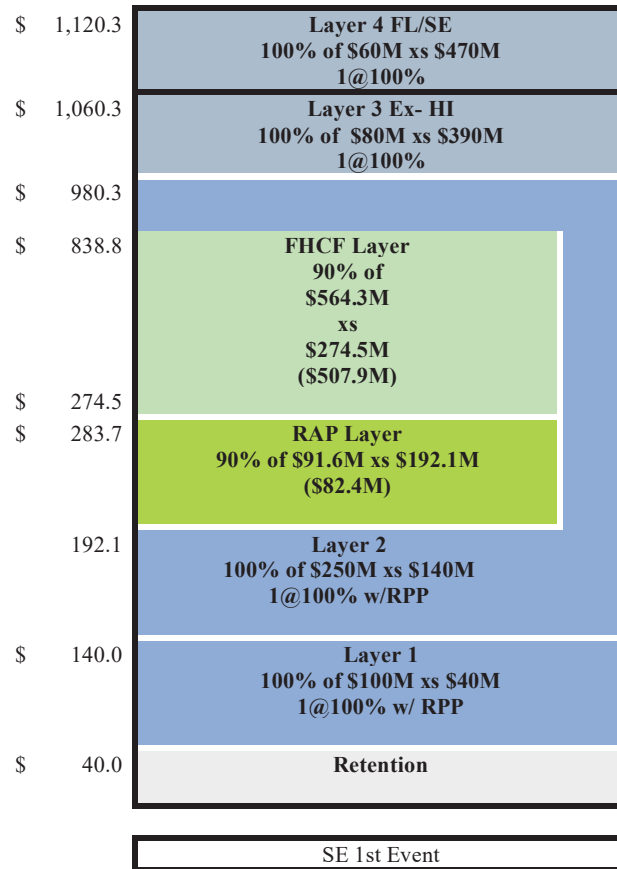 $ 1,120.3 Layer 4 FL/SE
100% of $60M xs $470M
1@100%
$ 1,060.3 Layer 3 Ex- HI
100% of  $80M xs $390M
1@100%
$ 980.3
$ 838.8 FHCF Layer
90% of
$564.3M
xs
$274.5M
($507.9M)
$ 274.5
$ 283.7 RAP Layer
90% of $91.6M xs $192.1M
($82.4M)
192.1 Layer 2
100% of $250M xs $140M
1@100% w/RPP
$ 140.0 Layer 1
100% of $100M xs $40M
1@100% w/ RPP
$ 40.0 Retention
SE 1st Event